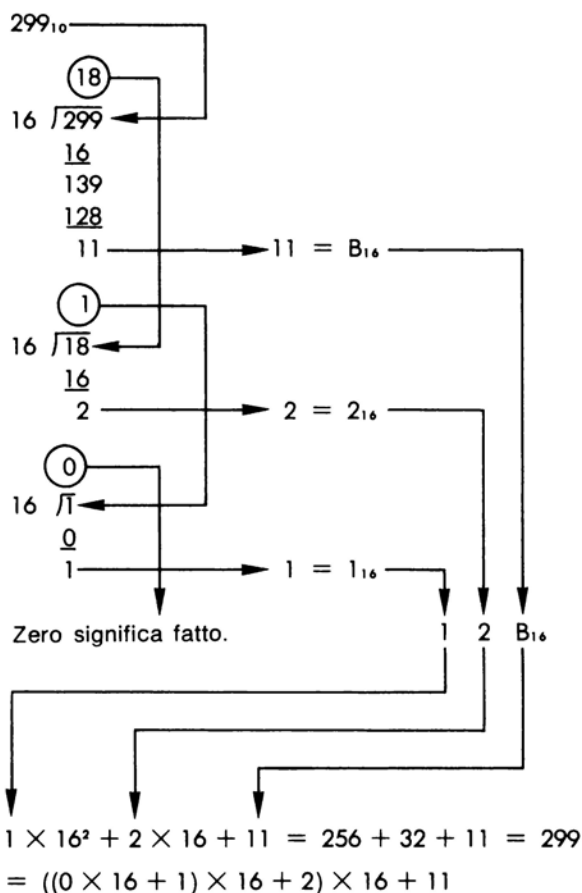 299₁₀
18
16 √299
16
139
128
11 11 = B₁₆
1
16 √18
16
2 2 = 2₁₆
0
16 √1
0
1 1 = 1₁₆
Zero significa fatto. 1 2 B₁₆
1 × 16² + 2 × 16 + 11 = 256 + 32 + 11 = 299
= ((0 × 16 + 1) × 16 + 2) × 16 + 11